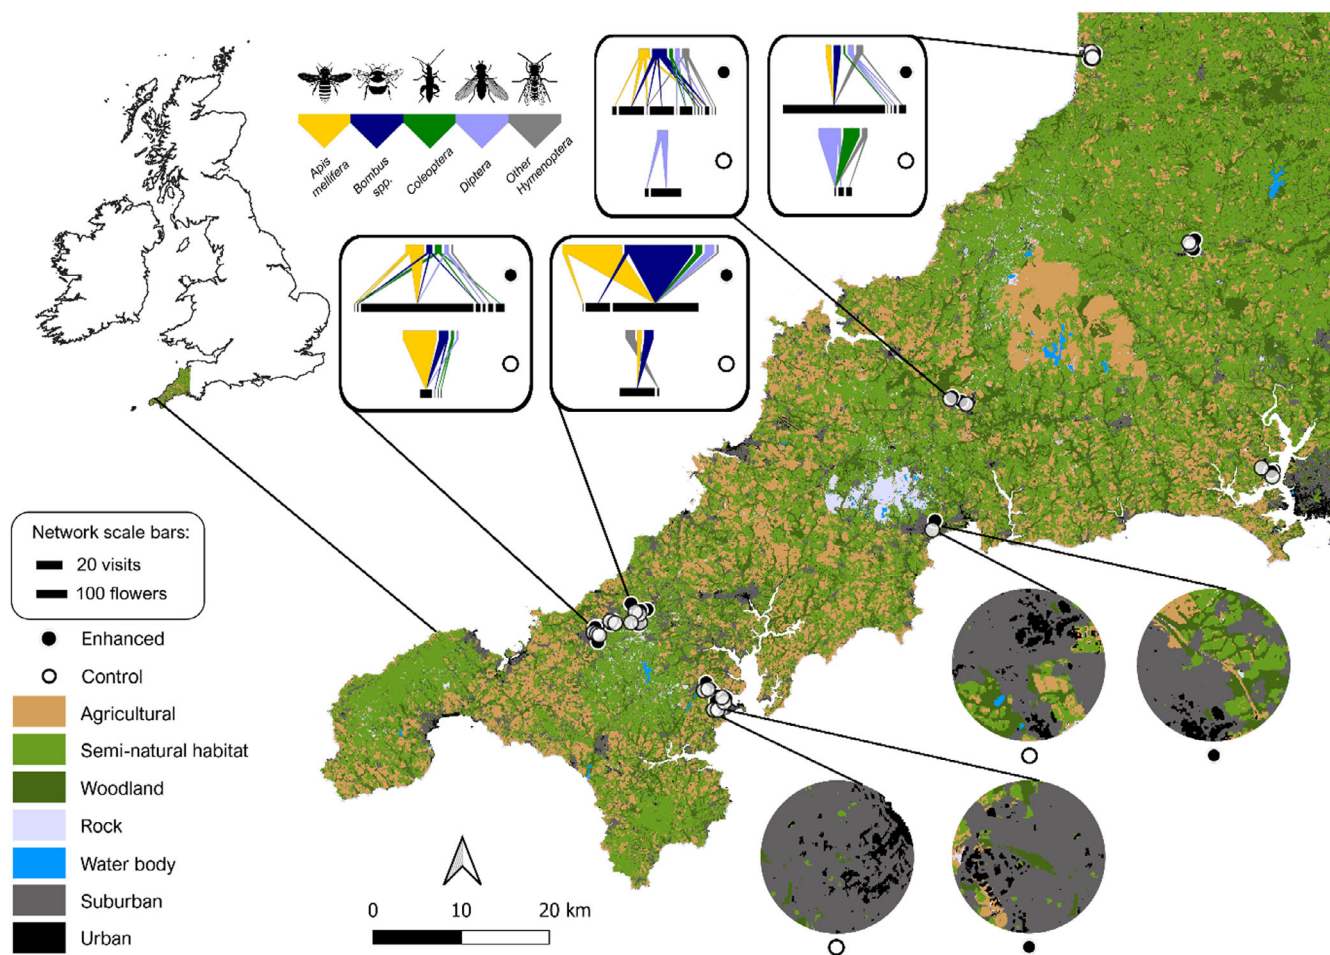 Apis
mellifera
Bombus
spp.
Coleoptera
Diptera
Other
Hymenoptera
Network scale bars:
20 visits
100 flowers
Enhanced
Control
Agricultural
Semi-natural habitat
Woodland
Rock
Water body
Suburban
Urban
0 10 20 km